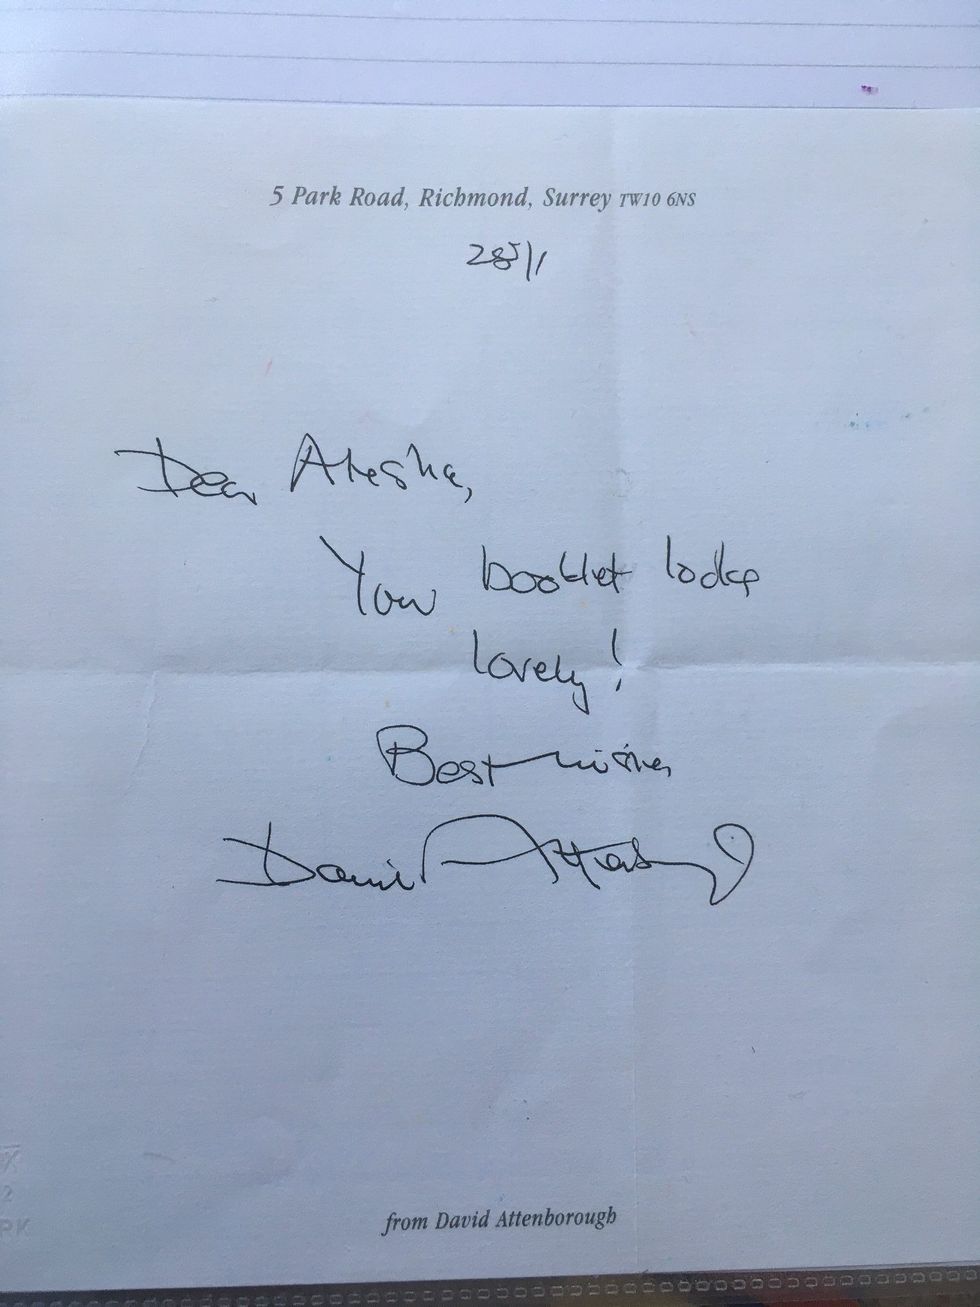 5 Park Road, Richmond, Surrey TW10 6NS
28/1
Dear Alesha,
Your booklet looks
lovely!
Best wishes
David Attenborough
from David Attenborough